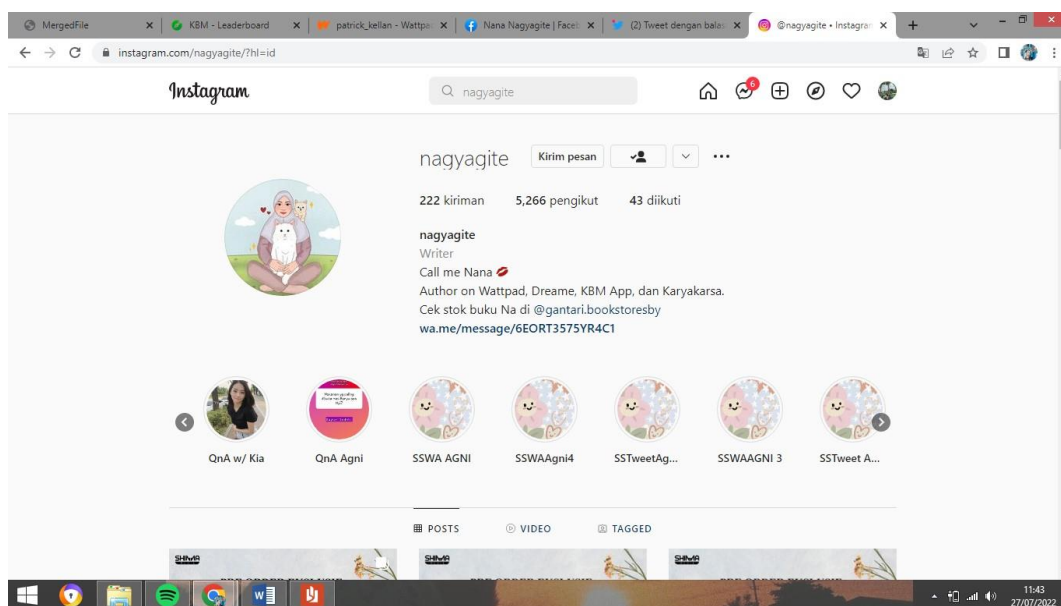 MergedFile
KBM - Leaderboard
patrick_kellan - Wattpa
Nana Nagyagite | Faceb
(2) Tweet dengan balas
@nagyagite • Instagra
instagram.com/nagyagite/?hl=id
Instagram
nagyagite
6
nagyagite
Kirim pesan
222 kiriman 5,266 pengikut 43 diikuti
nagyagite
Writer
Call me Nana 💋
Author on Wattpad, Dreame, KBM App, dan Karyakarsa.
Cek stok buku Na di @gantari.bookstoresby
wa.me/message/6EORT3575YR4C1
QnA w/ Kia QnA Agni SSWA AGNI SSWAAgni4 SSTweetAg... SSWAAGNI 3 SSTweet A...
POSTS VIDEO TAGGED
11:43
27/07/2022